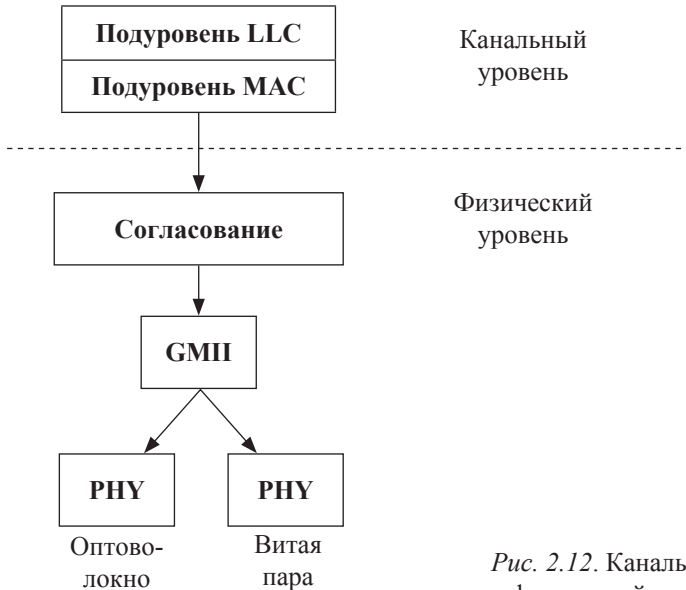 Подуровень LLC
Канальный
уровень
Подуровень MAC
Физический
уровень
Согласование
GMII
PHY
PHY
Оптово-
локно
Витая
пара
Рис. 2.12. Каналь